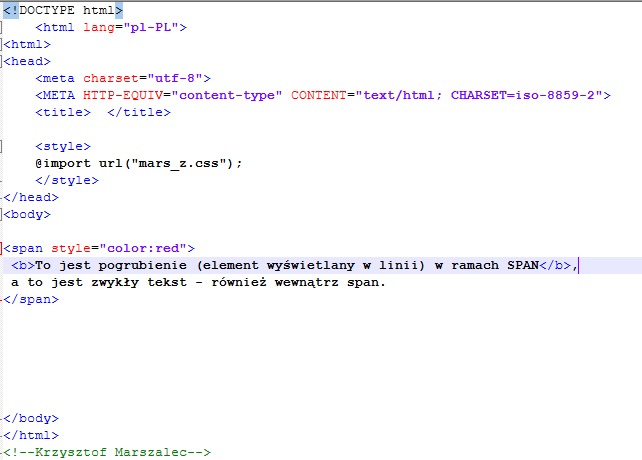 <!DOCTYPE html>
<html lang="pl-PL">
<html>
<head>
<meta charset="utf-8">
<META HTTP-EQUIV="content-type" CONTENT="text/html; CHARSET=iso-8859-2">
<title>  </title>
<style>
@import url("mars_z.css");
</style>
</head>
<body>
<span style="color:red">
<b>To jest pogrubienie (element wyświetlany w linii) w ramach SPAN</b>,
a to jest zwykły tekst - również wewnątrz span.
</span>
</body>
</html>
<!--Krzysztof Marszalec-->